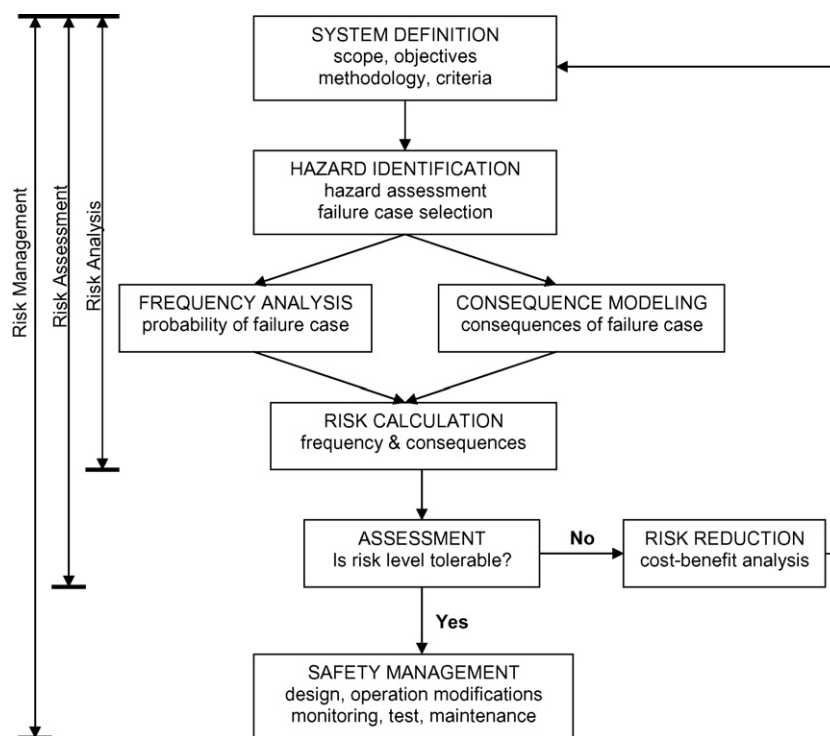 SYSTEM DEFINITION
scope, objectives
methodology, criteria
HAZARD IDENTIFICATION
hazard assessment
failure case selection
Risk Management
Risk Assessment
Risk Analysis
FREQUENCY ANALYSIS
probability of failure case
CONSEQUENCE MODELING
consequences of failure case
RISK CALCULATION
frequency & consequences
ASSESSMENT
Is risk level tolerable?
No
RISK REDUCTION
cost-benefit analysis
Yes
SAFETY MANAGEMENT
design, operation modifications
monitoring, test, maintenance